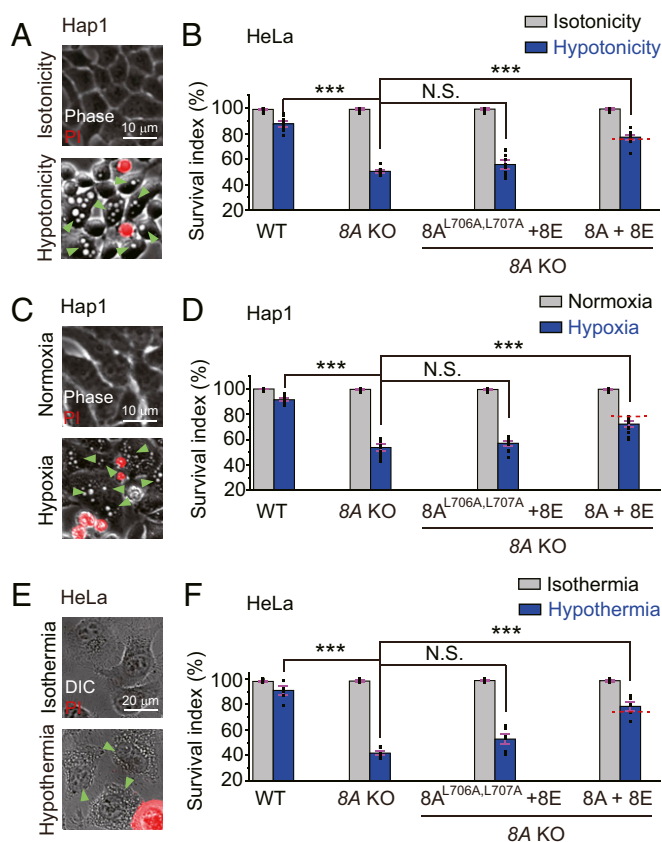 A
Hap1
Isotonicity
Phase
PI
10 μm
Hypotonicity
B
HeLa
Isotonicity
Hypotonicity
Survival index (%)
100
80
60
40
20
***
***
N.S.
WT
8A KO
8A^L706A,L707A +8E
8A + 8E
8A KO
C
Hap1
Normoxia
Phase
PI
10 μm
Hypoxia
D
Hap1
Normoxia
Hypoxia
Survival index (%)
100
80
60
40
20
***
***
N.S.
WT
8A KO
8A^L706A,L707A +8E
8A + 8E
8A KO
E
HeLa
Isothermia
DIC
PI
20 μm
Hypothermia
F
HeLa
Isothermia
Hypothermia
Survival index (%)
100
80
60
40
20
***
***
N.S.
WT
8A KO
8A^L706A,L707A +8E
8A + 8E
8A KO